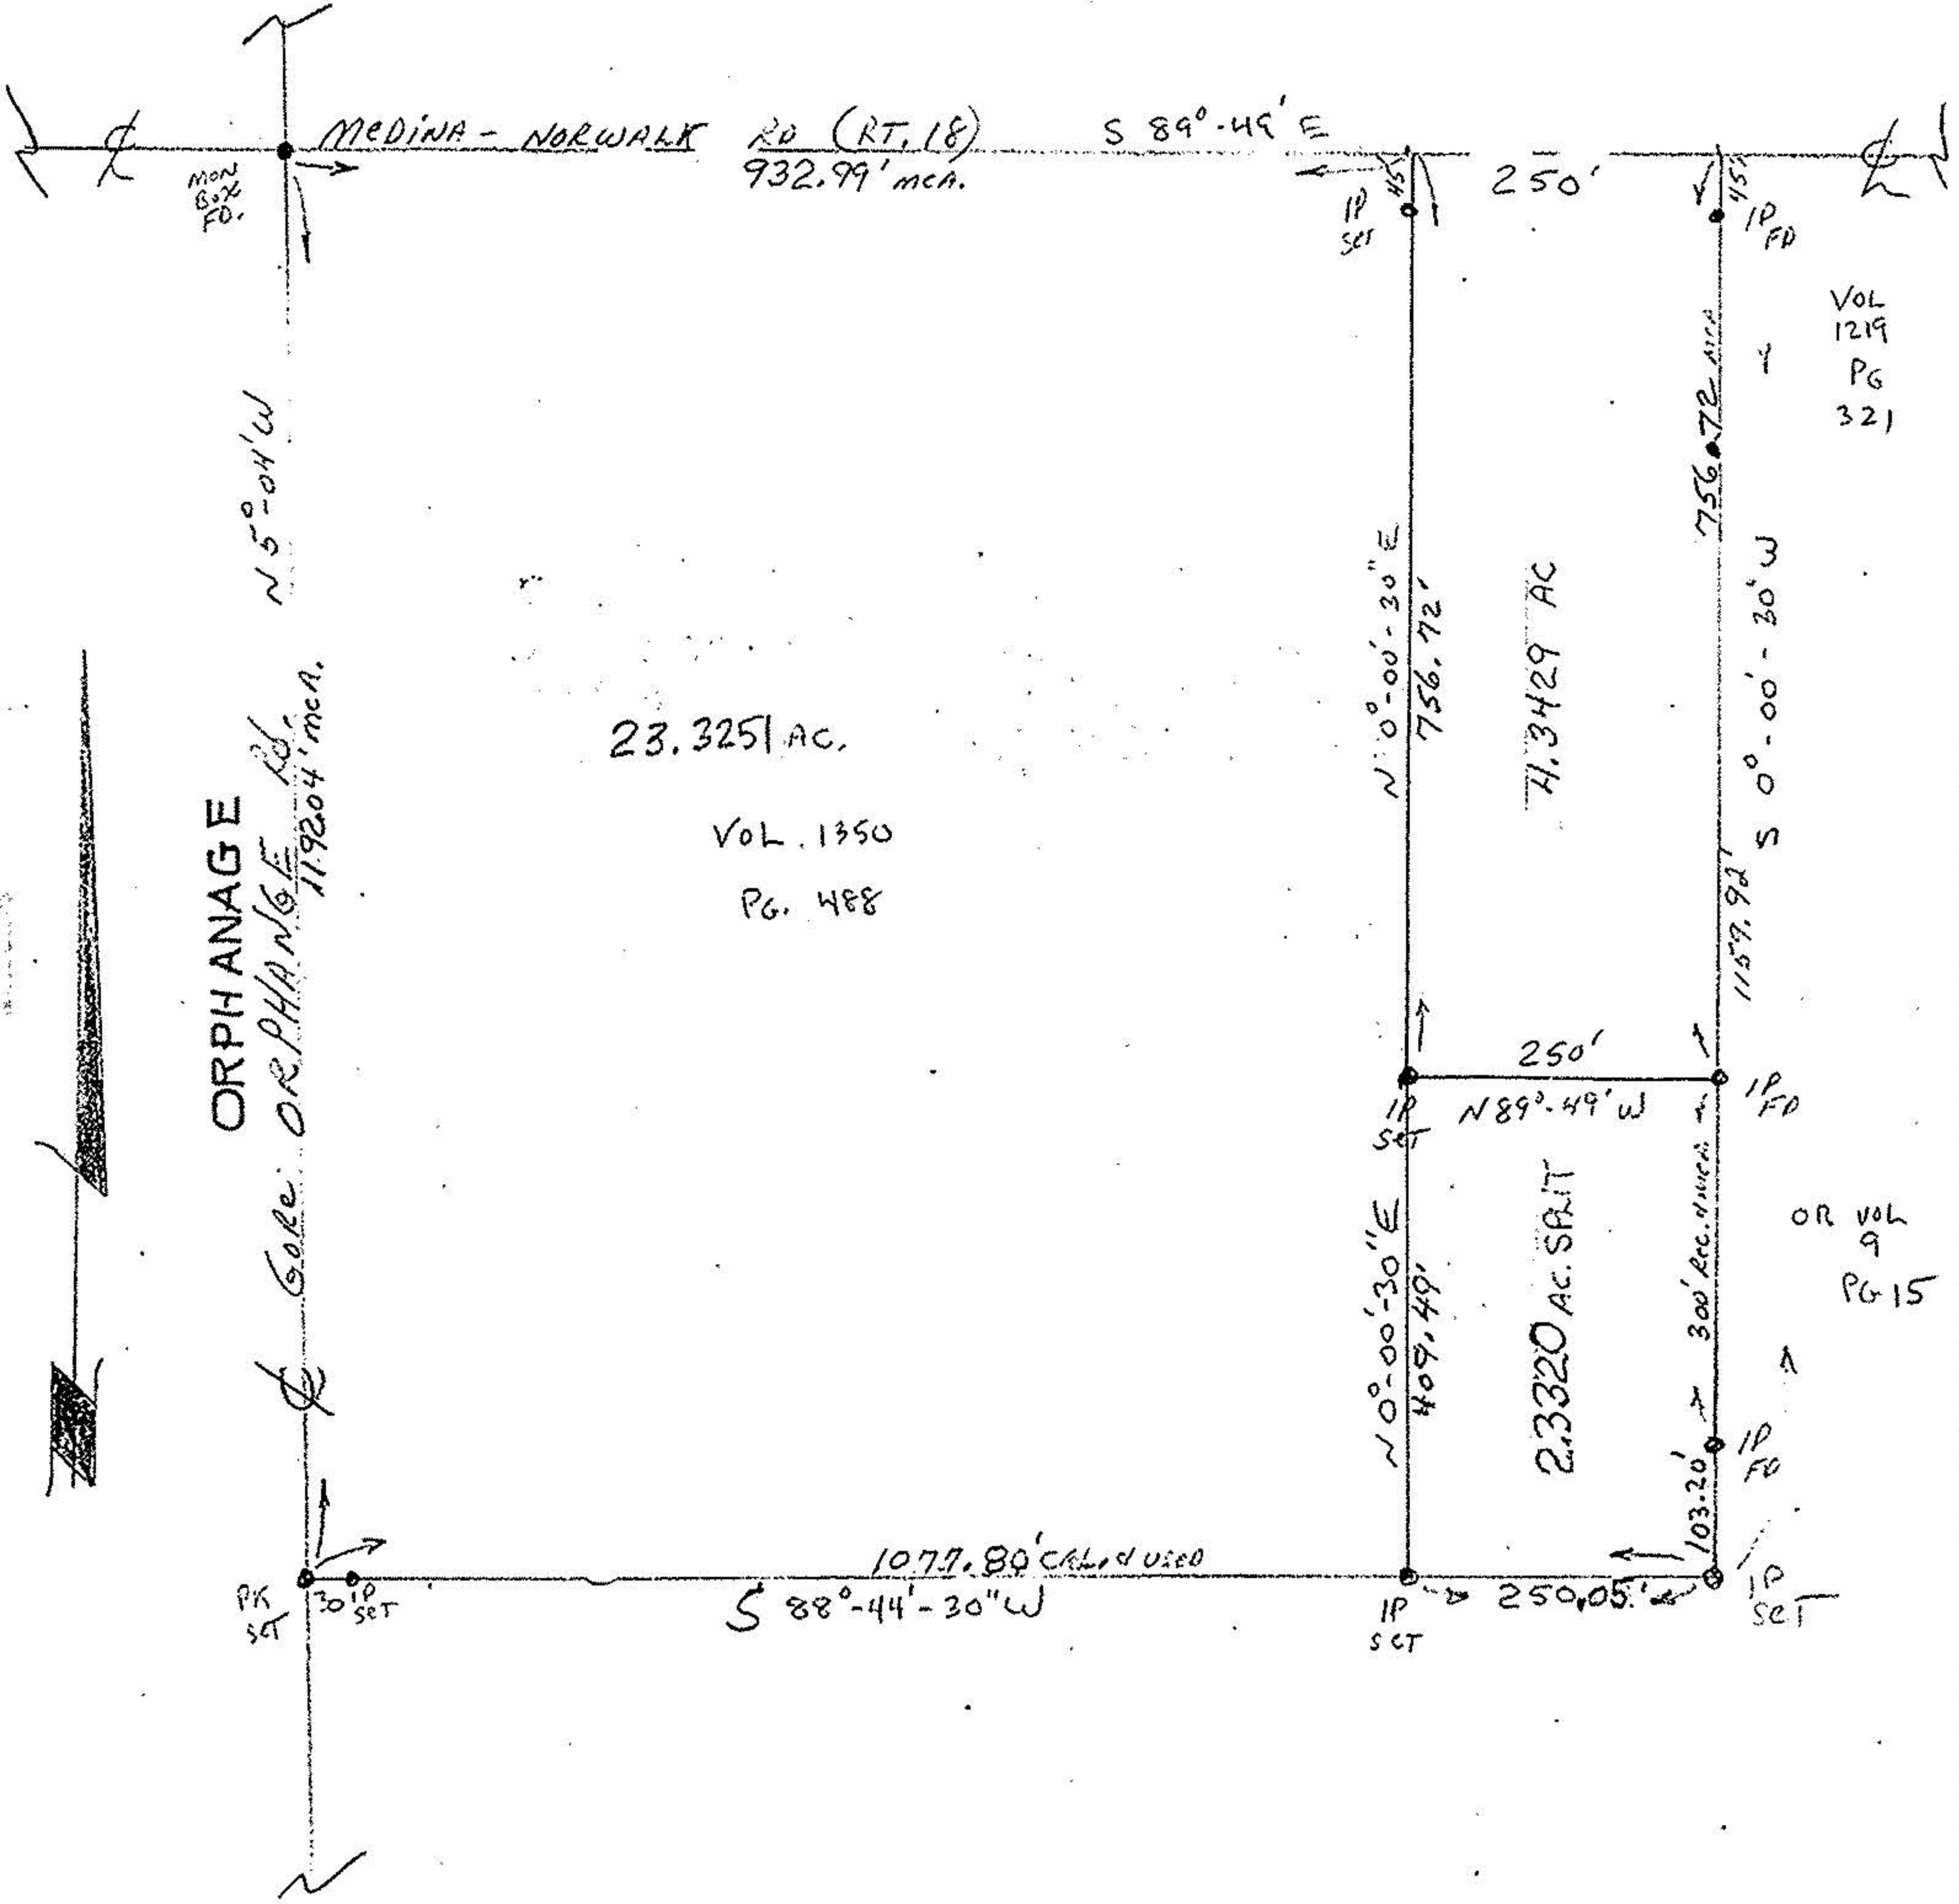 MEDINA - NORWALK RD (RT. 18) S 89°-49' E
932.99' MEA.
250'
45'
45'
MON
BOX
FD.
IP
SET
IP
FD
VOL
1219
PG
321
N 5°-04' W
756.72
N 0°-00'-30" E
756.72'
4.3429 AC
S 0°-00'-30" W
1159.92'
23.3251 AC.
VOL. 1350
PG. 488
ORPHANAGE
GORE ORPHANGE Rd.
1192.04' MEA.
250'
N 89°-49' W
IP
SET
IP
FD
N 0°-00'-30" E
409.49'
2.3320 AC. SPLIT
300' REC. & MEA.
OR VOL
9
PG 15
103.20'
IP
FD
1077.80' CAL. & USED
S 88°-44'-30" W
PK
SET
30'
IP
SET
IP
SET
250.05'
IP
SET